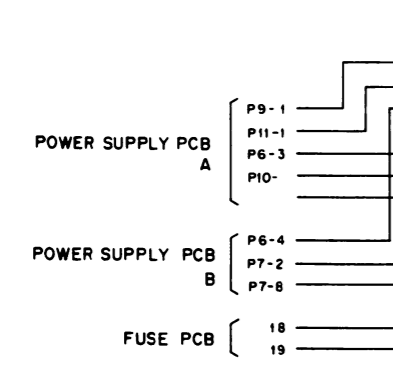 POWER SUPPLY PCB
A
P9-1
P11-1
P6-3
P10-
POWER SUPPLY PCB
B
P6-4
P7-2
P7-8
FUSE PCB
18
19